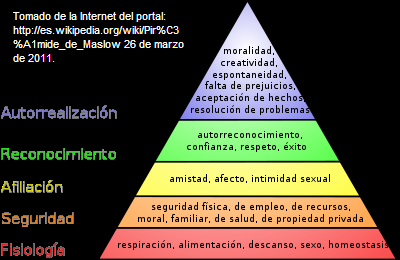 Tomado de la Internet del portal:
http://es.wikipedia.org/wiki/Pir%C3
%A1mide_de_Maslow 26 de marzo
de 2011.
moralidad,
creatividad,
espontaneidad,
falta de prejuicios,
aceptación de hechos,
resolución de problemas
Autorrealización
autorreconocimiento,
confianza, respeto, éxito
Reconocimiento
amistad, afecto, intimidad sexual
Afiliación
seguridad física, de empleo, de recursos,
moral, familiar, de salud, de propiedad privada
Seguridad
respiración, alimentación, descanso, sexo, homeostasis
Fisiología